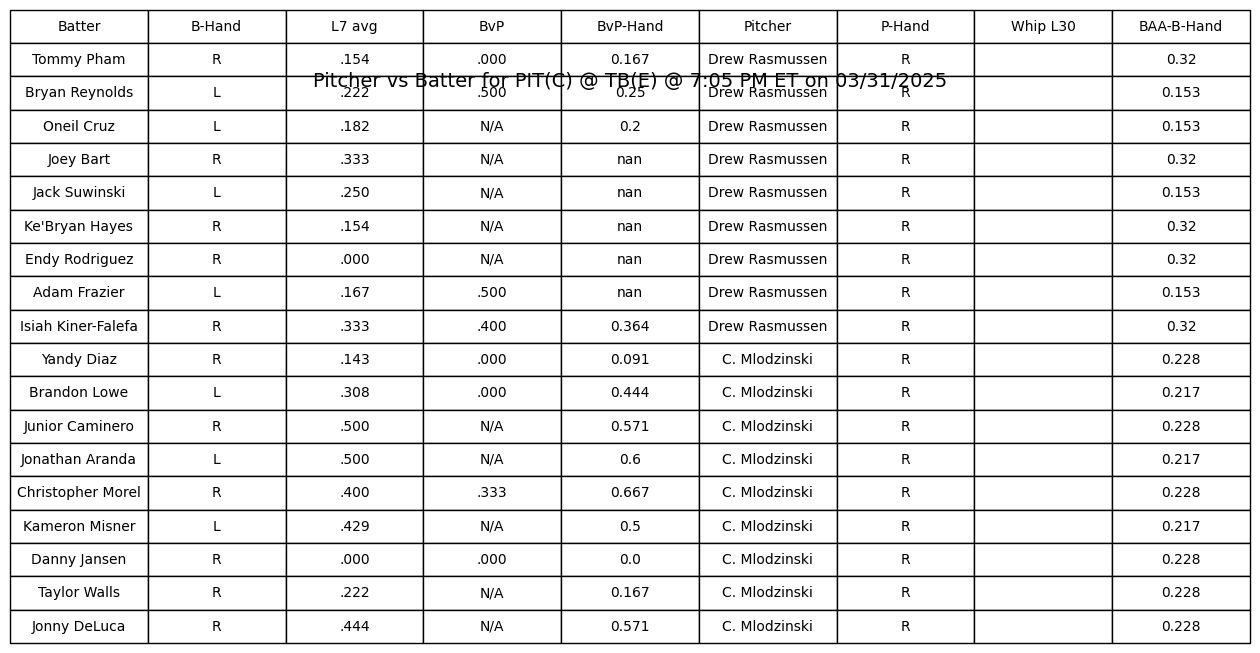 Batter B-Hand L7 avg BvP BvP-Hand Pitcher P-Hand Whip L30 BAA-B-Hand
Tommy Pham R .154 .000 0.167 Drew Rasmussen R 0.32
Pitcher vs Batter for PIT(C) @ TB(E) @ 7:05 PM ET on 03/31/2025
Bryan Reynolds L .222 .500 0.25 Drew Rasmussen R 0.153
Oneil Cruz L .182 N/A 0.2 Drew Rasmussen R 0.153
Joey Bart R .333 N/A nan Drew Rasmussen R 0.32
Jack Suwinski L .250 N/A nan Drew Rasmussen R 0.153
Ke'Bryan Hayes R .154 N/A nan Drew Rasmussen R 0.32
Endy Rodriguez R .000 N/A nan Drew Rasmussen R 0.32
Adam Frazier L .167 .500 nan Drew Rasmussen R 0.153
Isiah Kiner-Falefa R .333 .400 0.364 Drew Rasmussen R 0.32
Yandy Diaz R .143 .000 0.091 C. Mlodzinski R 0.228
Brandon Lowe L .308 .000 0.444 C. Mlodzinski R 0.217
Junior Caminero R .500 N/A 0.571 C. Mlodzinski R 0.228
Jonathan Aranda L .500 N/A 0.6 C. Mlodzinski R 0.217
Christopher Morel R .400 .333 0.667 C. Mlodzinski R 0.228
Kameron Misner L .429 N/A 0.5 C. Mlodzinski R 0.217
Danny Jansen R .000 .000 0.0 C. Mlodzinski R 0.228
Taylor Walls R .222 N/A 0.167 C. Mlodzinski R 0.228
Jonny DeLuca R .444 N/A 0.571 C. Mlodzinski R 0.228